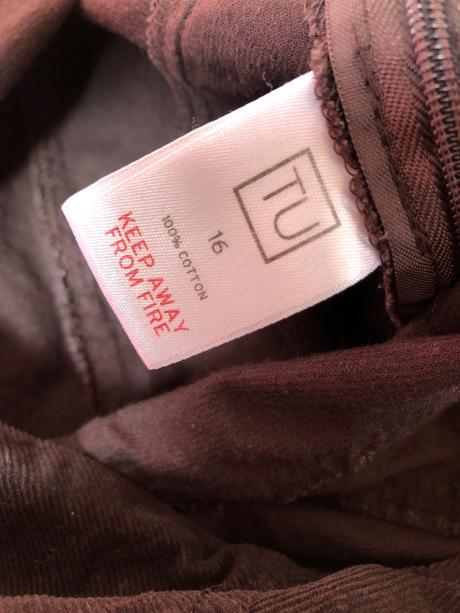 TU
16
100% COTTON
KEEP AWAY
FROM FIRE